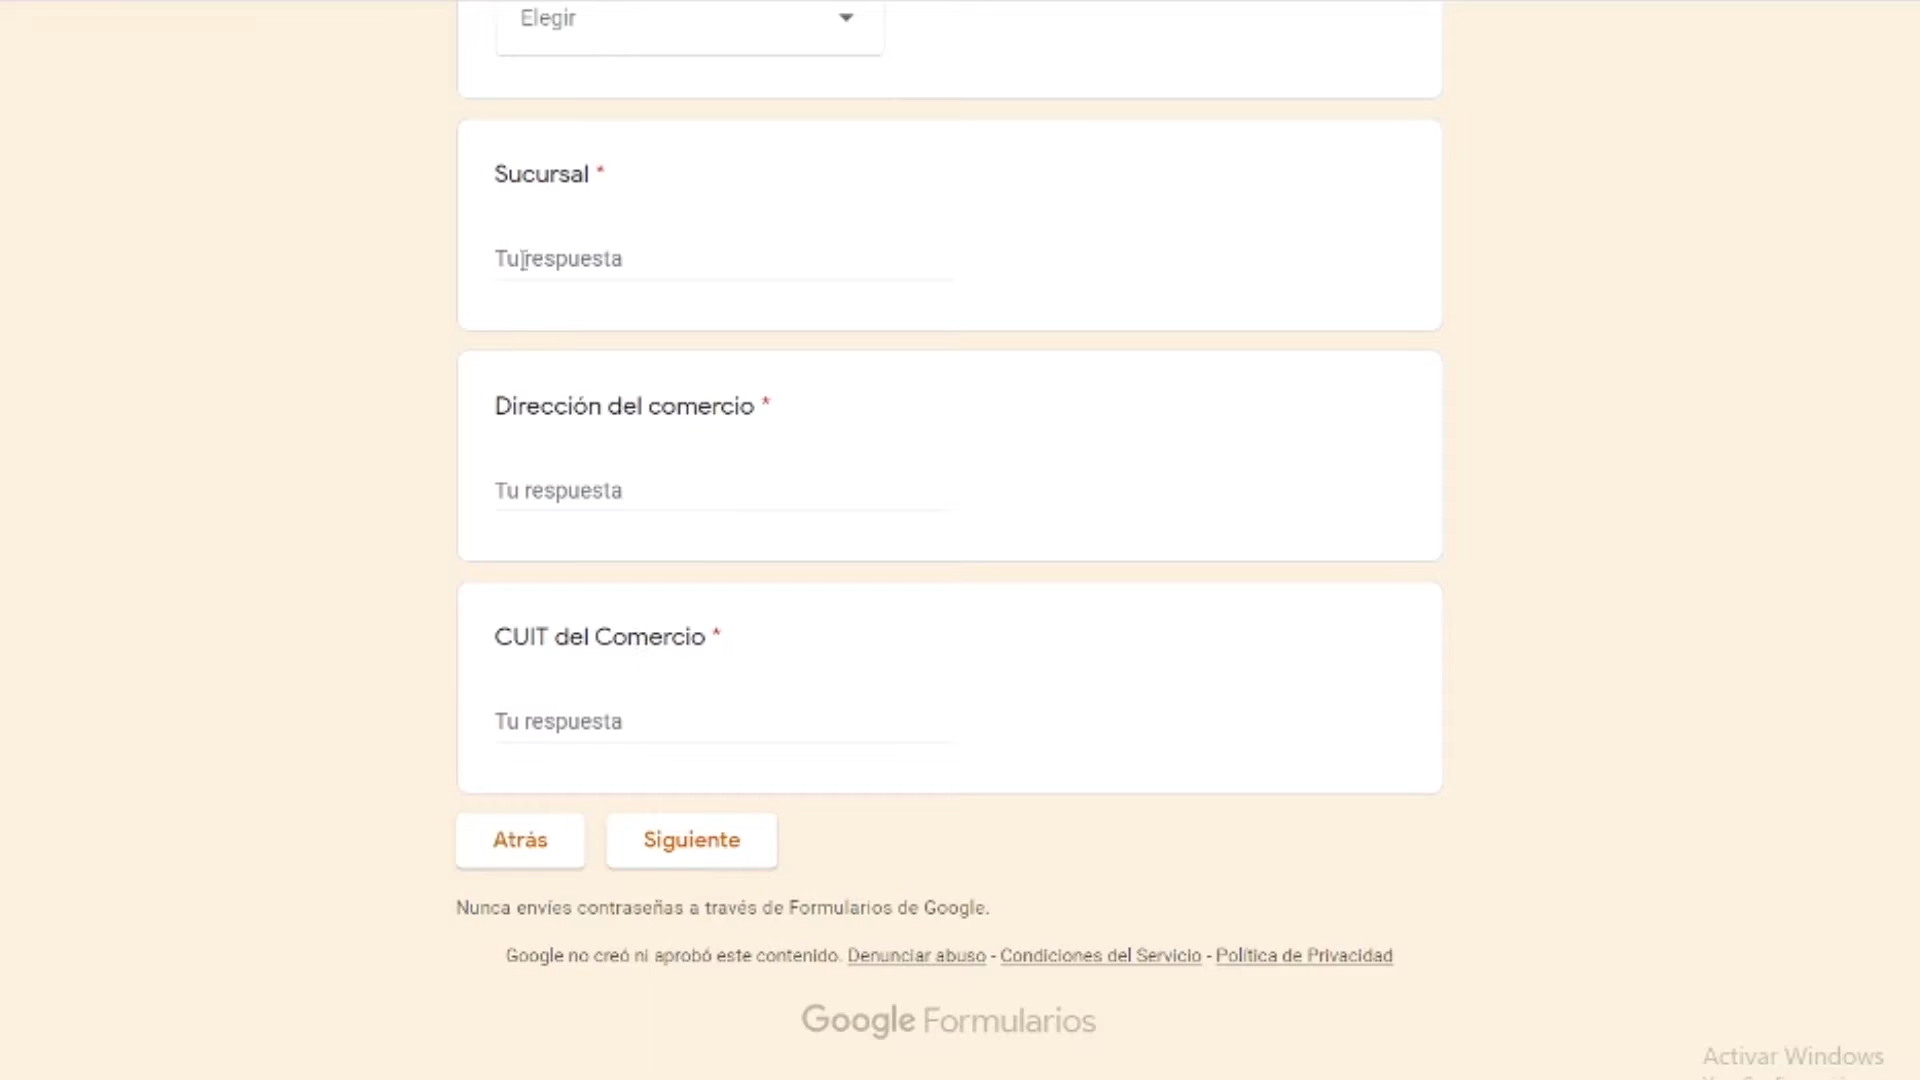 Elegir
Sucursal *
Tu respuesta
Dirección del comercio *
Tu respuesta
CUIT del Comercio *
Tu respuesta
Atrás
Siguiente
Nunca envíes contraseñas a través de Formularios de Google.
Google no creó ni aprobó este contenido. Denunciar abuso - Condiciones del Servicio - Política de Privacidad
Google Formularios
Activar Windows